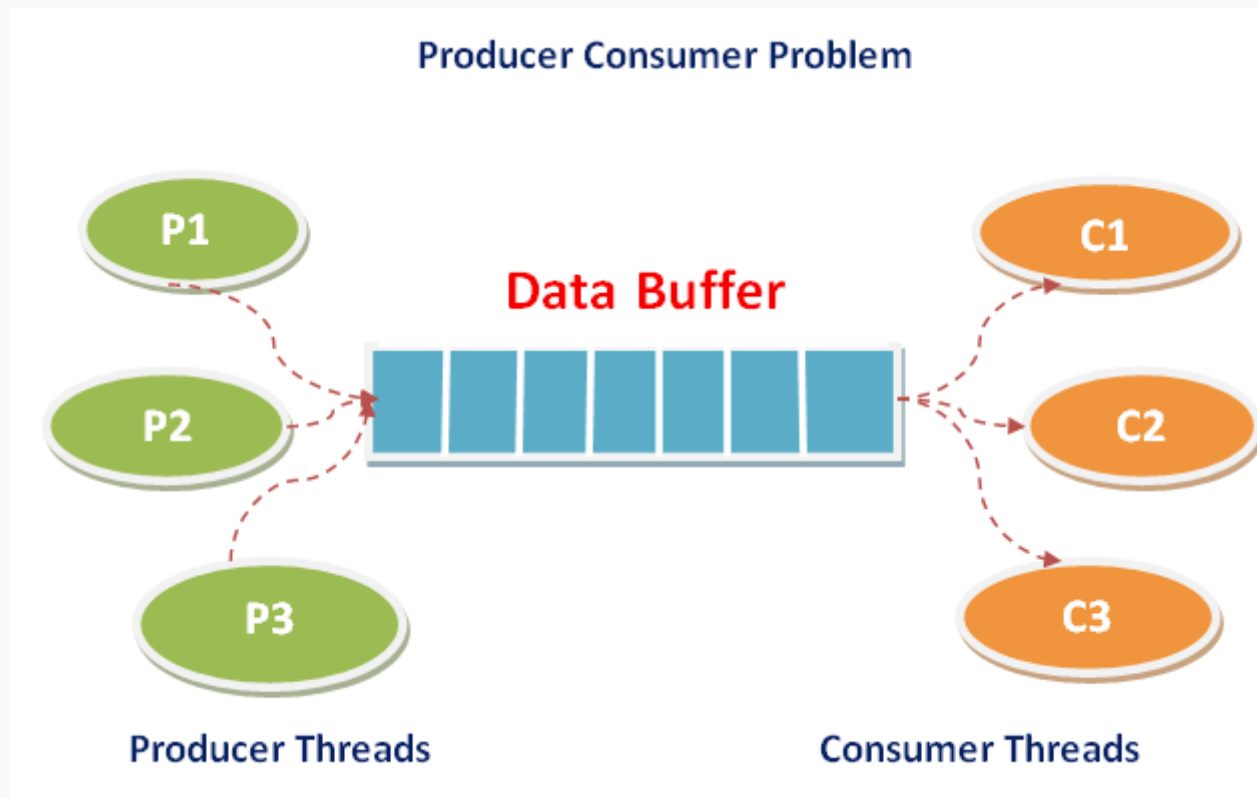 Producer Consumer Problem
P1
C1
Data Buffer
P2
C2
P3
C3
Producer Threads
Consumer Threads